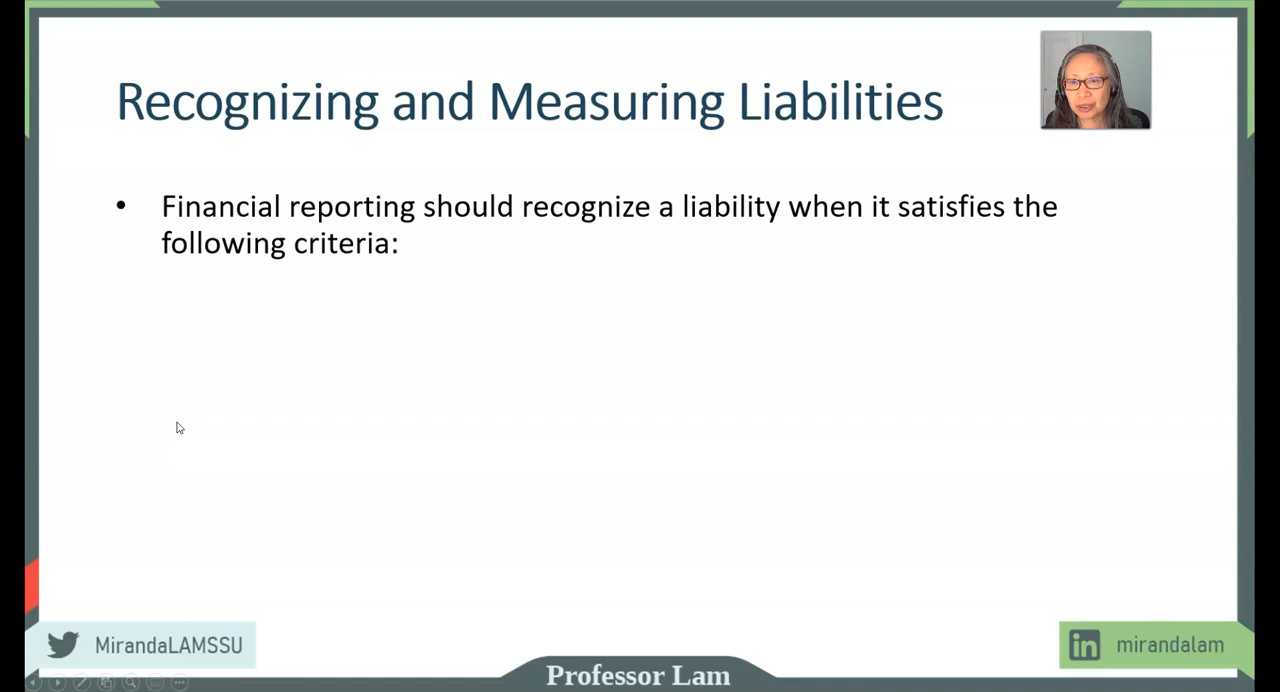 Recognizing and Measuring Liabilities
• Financial reporting should recognize a liability when it satisfies the
following criteria:
MirandaLAMSSU
in mirandalam
Professor Lam